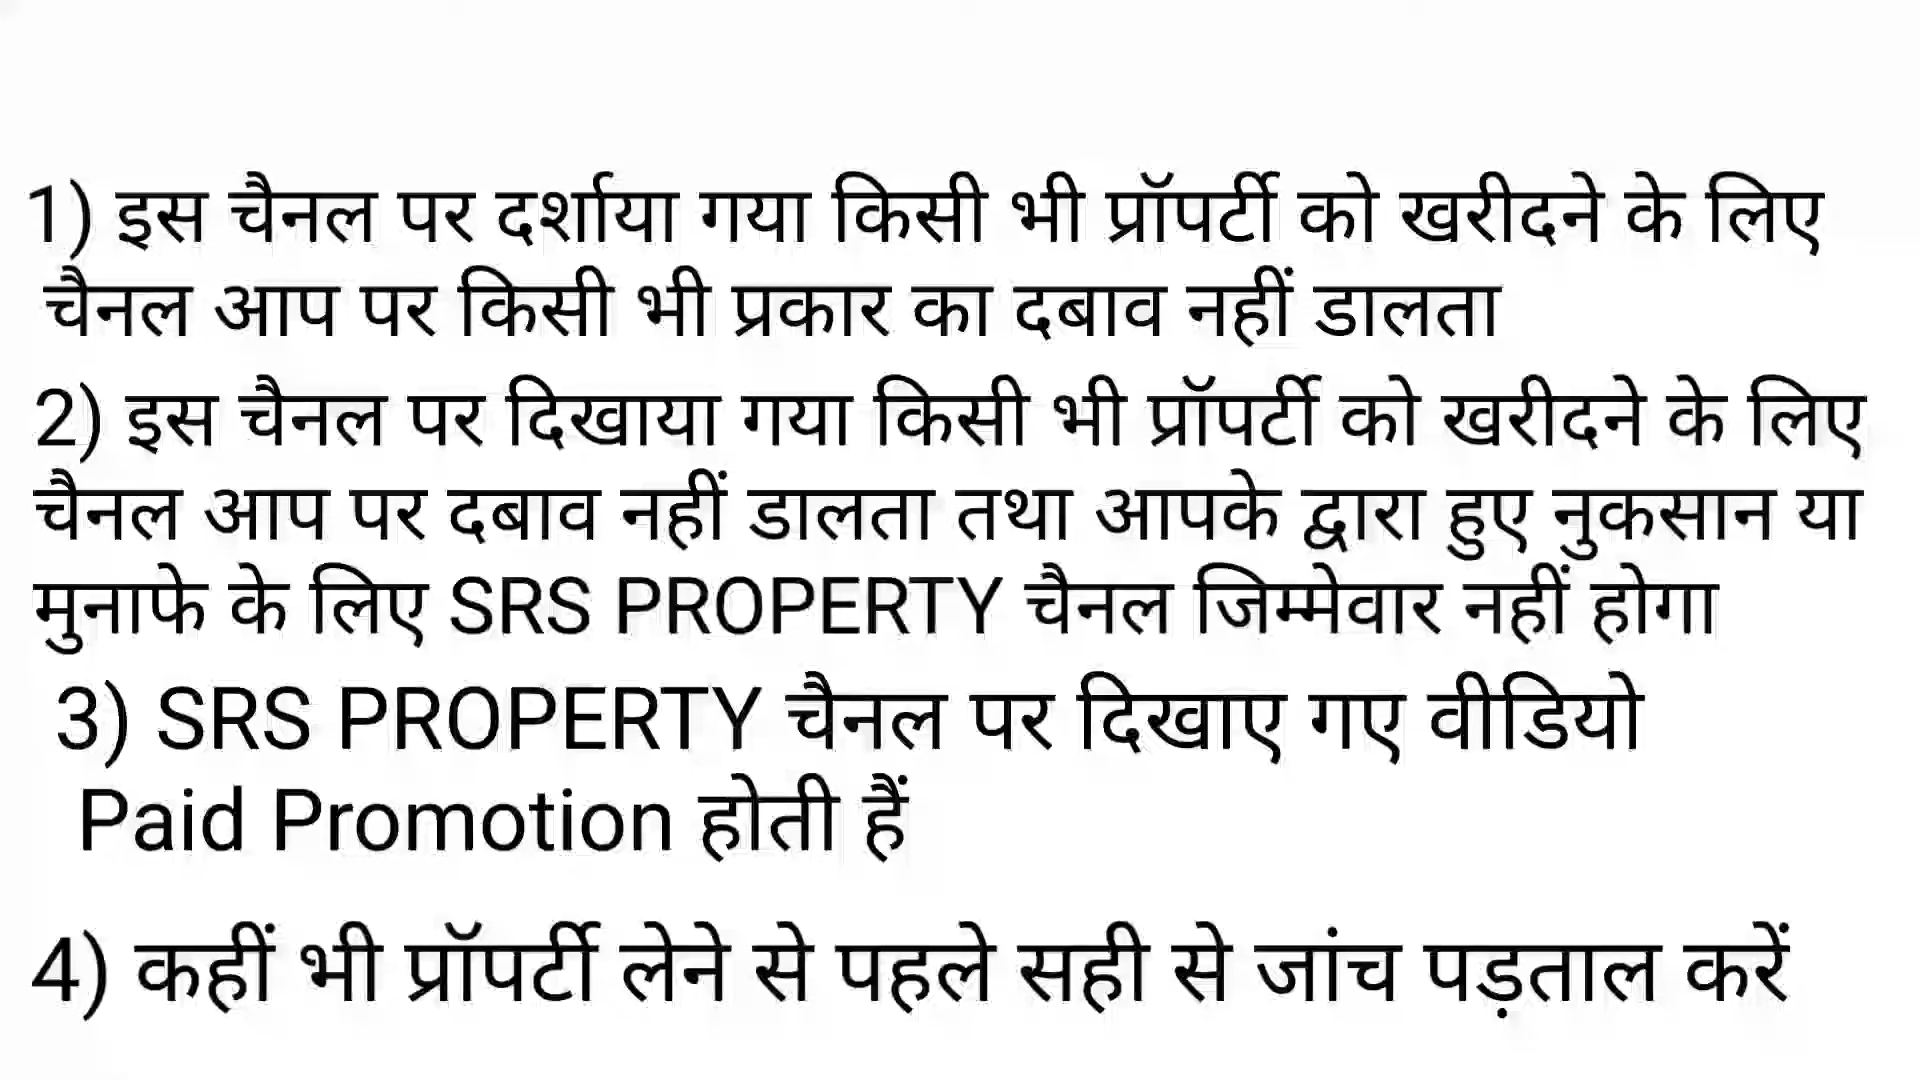 1) इस चैनल पर दर्शाया गया किसी भी प्रॉपर्टी को खरीदने के लिए
चैनल आप पर किसी भी प्रकार का दबाव नहीं डालता
2) इस चैनल पर दिखाया गया किसी भी प्रॉपर्टी को खरीदने के लिए
चैनल आप पर दबाव नहीं डालता तथा आपके द्वारा हुए नुकसान या
मुनाफे के लिए SRS PROPERTY चैनल जिम्मेवार नहीं होगा
3) SRS PROPERTY चैनल पर दिखाए गए वीडियो
Paid Promotion होती हैं
4) कहीं भी प्रॉपर्टी लेने से पहले सही से जांच पड़ताल करें